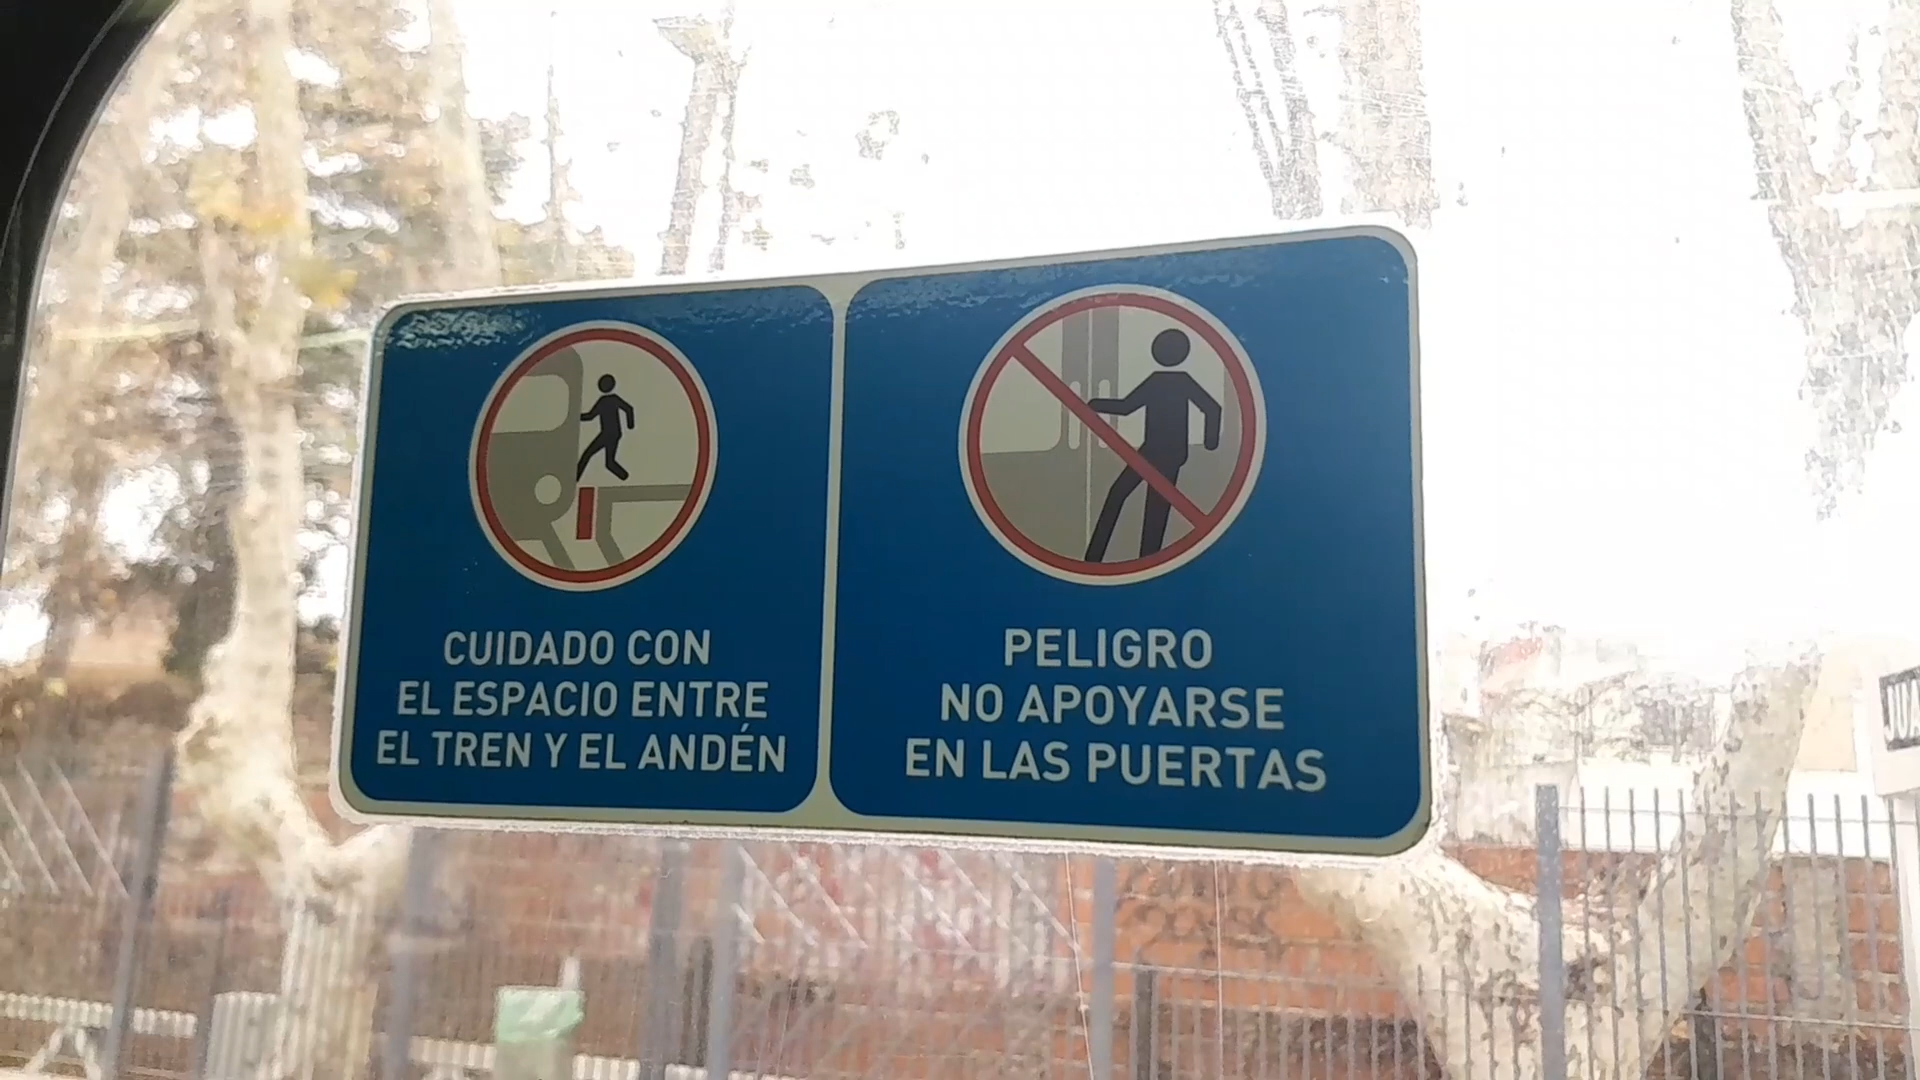 CUIDADO CON
EL ESPACIO ENTRE
EL TREN Y EL ANDÉN
PELIGRO
NO APOYARSE
EN LAS PUERTAS